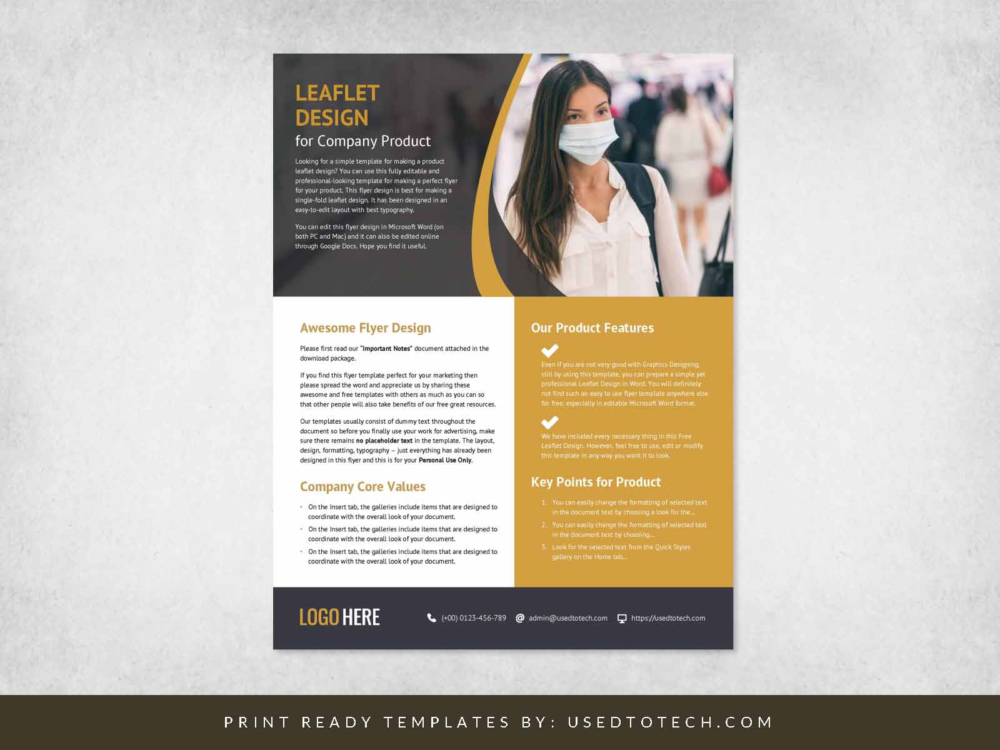 LEAFLET
DESIGN
for Company Product
Looking for a simple template for making a product
leaflet design? You can use this fully editable and
professional-looking template for making a perfect flyer
for your product. This flyer design is best for making a
single-fold leaflet design. It has been designed in an
easy-to-edit layout with best typography.
You can edit this flyer design in Microsoft Word (on
both PC and Mac) and it can also be edited online
through Google Docs. Hope you find it useful.
Awesome Flyer Design
Please first read our “Important Notes” document attached in the
download package.
If you find this flyer template perfect for your marketing then
please spread the word and appreciate us by sharing these
awesome and free templates with others as much as you can so
that other people will also take benefits of our free great resources.
Our templates usually consist of dummy text throughout the
document so before you finally use your work for advertising, make
sure there remains no placeholder text in the template. The layout,
design, formatting, typography – just everything has already been
designed in this flyer and this is for your Personal Use Only.
Company Core Values
• On the Insert tab, the galleries include items that are designed to
coordinate with the overall look of your document.
• On the Insert tab, the galleries include items that are designed to
coordinate with the overall look of your document.
• On the Insert tab, the galleries include items that are designed to
coordinate with the overall look of your document.
Our Product Features
Even if you are not very good with Graphics Designing,
still by using this template, you can prepare a simple yet
professional Leaflet Design in Word. You will definitely
not find such an easy to use flyer template anywhere else
for free, especially in editable Microsoft Word format.
We have included every necessary thing in this Free
Leaflet Design. However, feel free to use, edit or modify
this template in any way you want it to look.
Key Points for Product
1. You can easily change the formatting of selected text
in the document text by choosing a look for the...
2. You can easily change the formatting of selected text
in the document text by choosing...
3. Look for the selected text from the Quick Styles
gallery on the Home tab...
LOGO HERE
(+00) 0123-456-789
admin@usedtotech.com
https://usedtotech.com
PRINT READY TEMPLATES BY: USEDTOTECH.COM